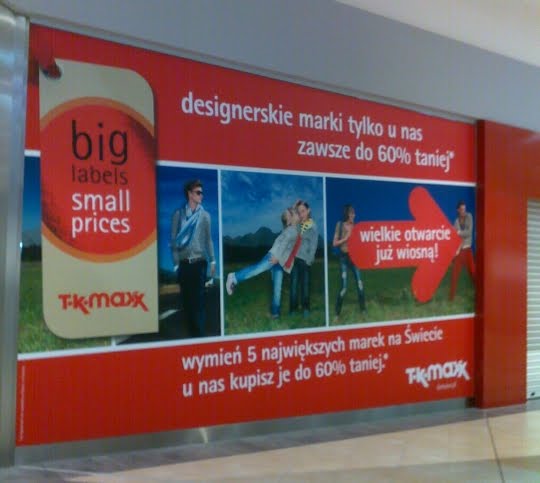 designerskie marki tylko u nas
zawsze do 60% taniej*
big
labels
small
prices
T·K·maxx
wielkie otwarcie
już wiosną!
wymień 5 największych marek na Świecie
u nas kupisz je do 60% taniej.*
T·K·maxx